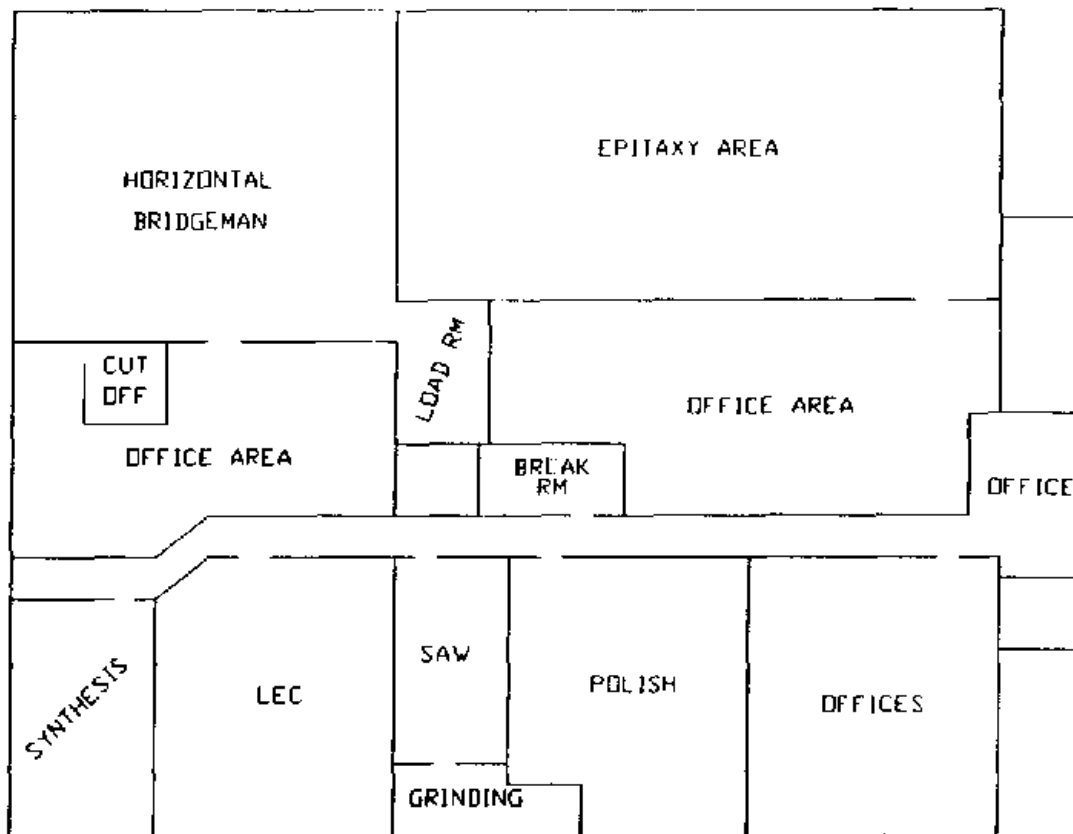 EPITAXY AREA
HORIZONTAL
BRIDGEMAN
LOAD RM
CUT
OFF
OFFICE AREA
OFFICE AREA
BREAK
RM
OFFICE
SYNTHESIS
LEC
SAW
POLISH
OFFICES
GRINDING